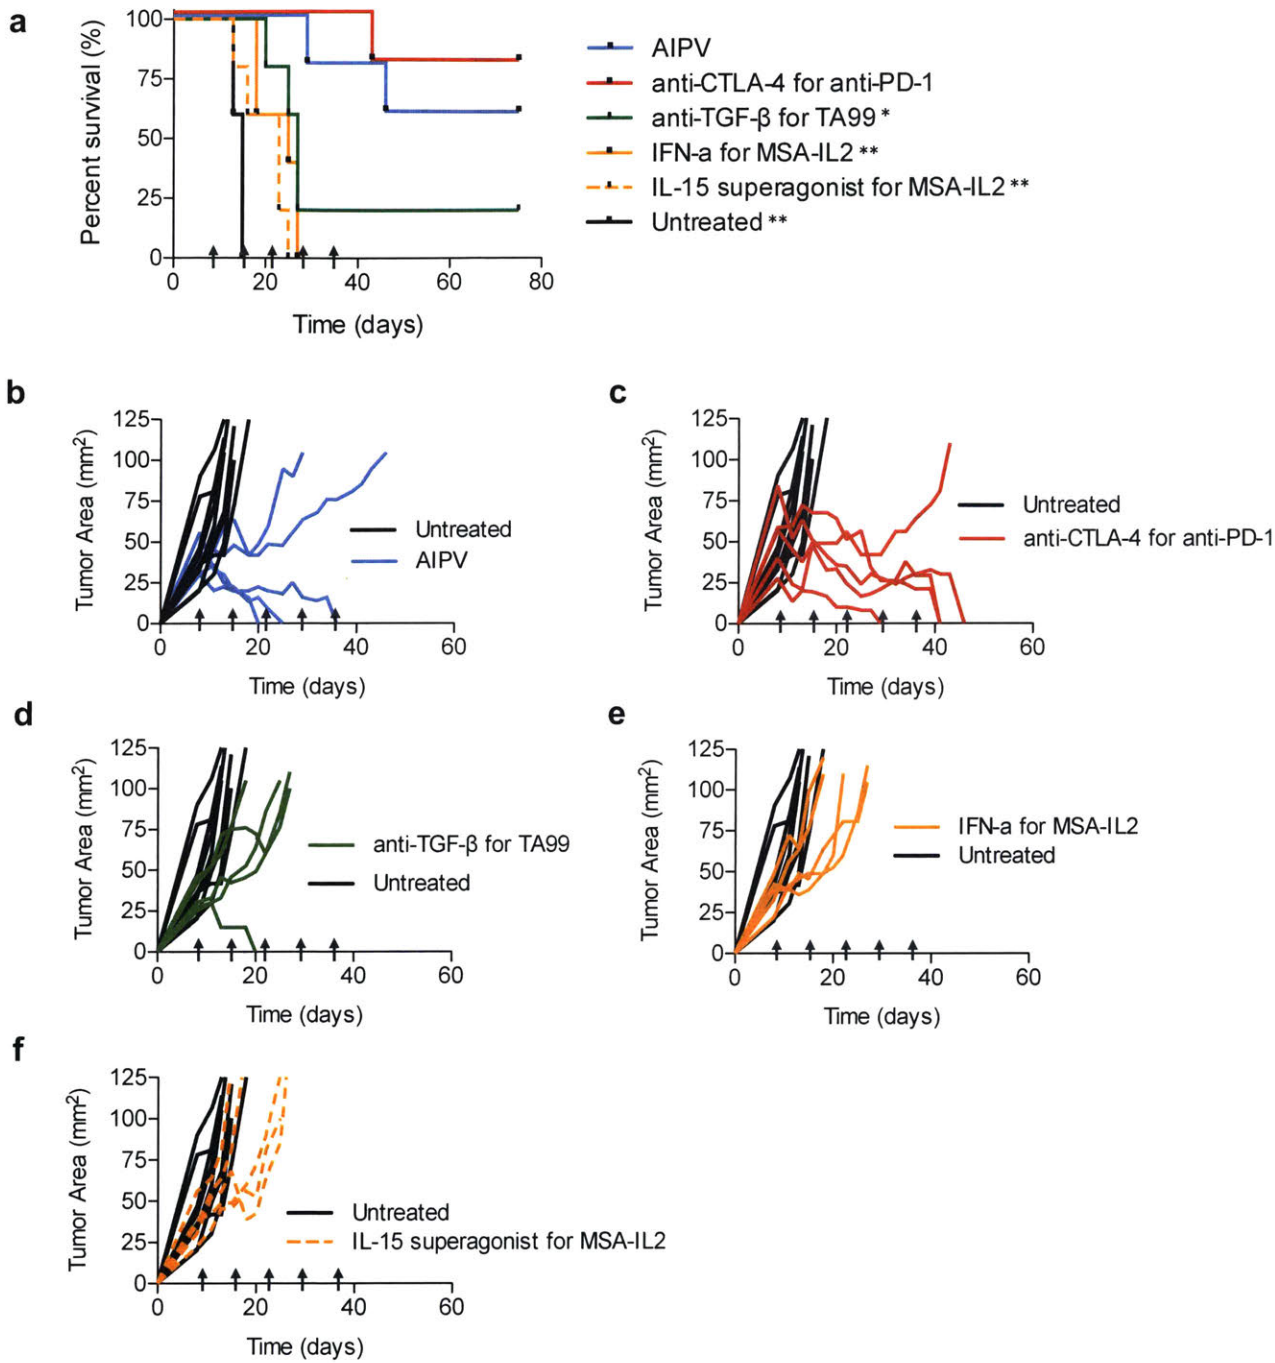 a
Percent survival (%)
100
75
50
25
0
0 20 40 60 80
Time (days)
AIPV
anti-CTLA-4 for anti-PD-1
anti-TGF-β for TA99 *
IFN-a for MSA-IL2 **
IL-15 superagonist for MSA-IL2 **
Untreated **
b
Tumor Area (mm²)
125
100
75
50
25
0
0 20 40 60
Time (days)
Untreated
AIPV
c
Tumor Area (mm²)
125
100
75
50
25
0
0 20 40 60
Time (days)
Untreated
anti-CTLA-4 for anti-PD-1
d
Tumor Area (mm²)
125
100
75
50
25
0
0 20 40 60
Time (days)
anti-TGF-β for TA99
Untreated
e
Tumor Area (mm²)
125
100
75
50
25
0
0 20 40 60
Time (days)
IFN-a for MSA-IL2
Untreated
f
Tumor Area (mm²)
125
100
75
50
25
0
0 20 40 60
Time (days)
Untreated
IL-15 superagonist for MSA-IL2